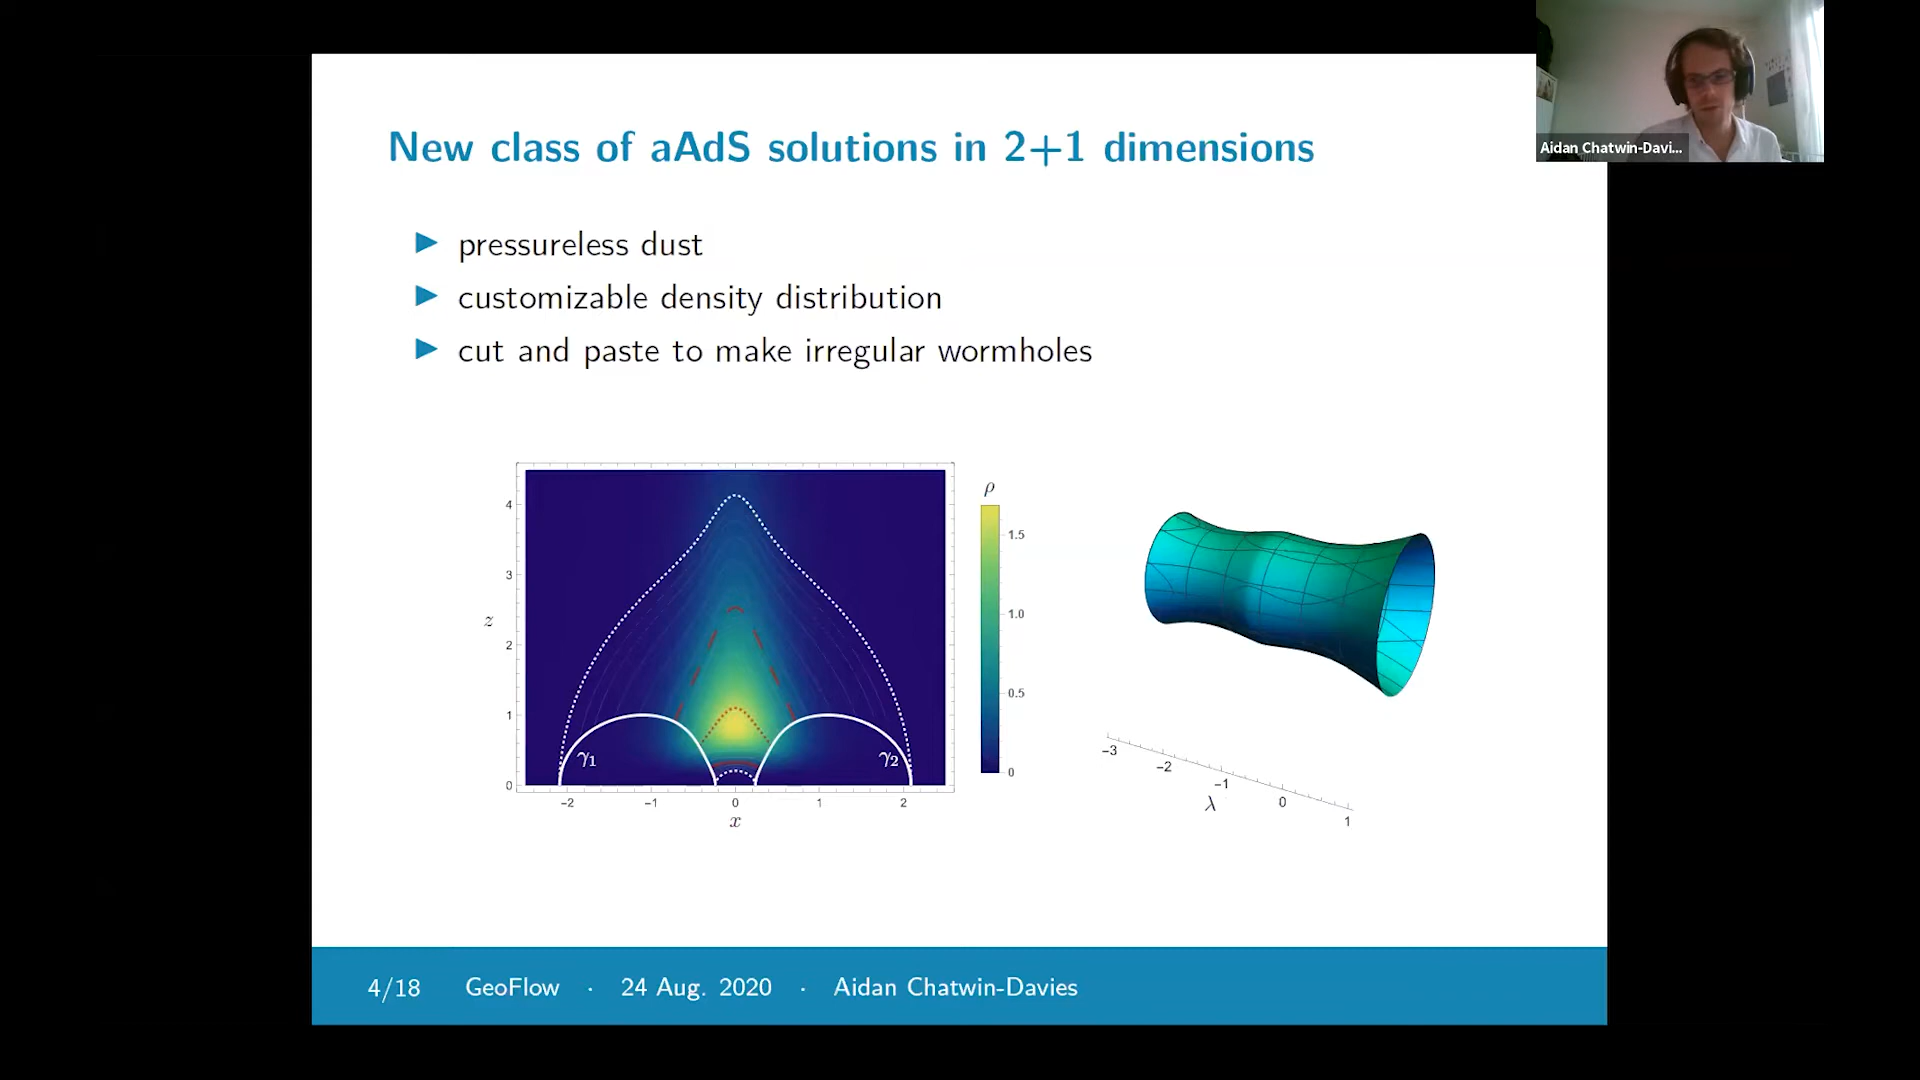 Aidan Chatwin-Davi...
New class of aAdS solutions in 2+1 dimensions
pressureless dust
customizable density distribution
cut and paste to make irregular wormholes
ρ
4
3
2
1
0
z
γ1
γ2
-2
-1
0
1
2
x
1.5
1.0
0.5
0
-3
-2
-1
0
1
λ
4/18 GeoFlow · 24 Aug. 2020 · Aidan Chatwin-Davies